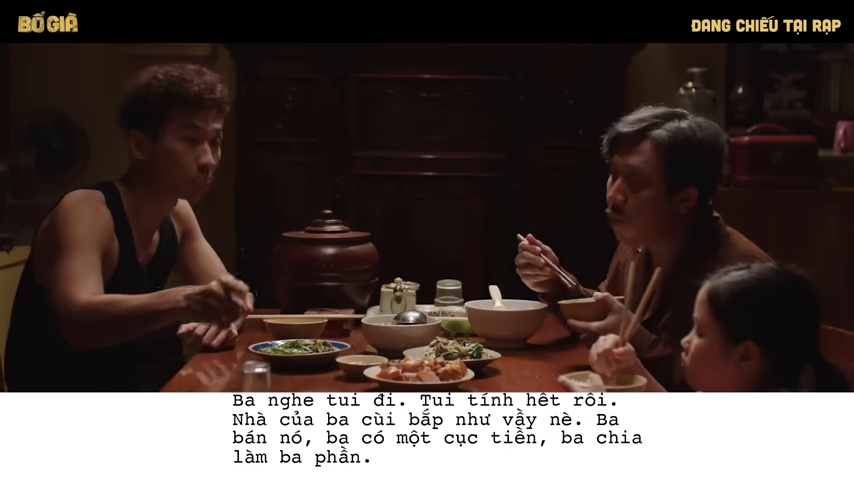 BỐ GIÀ
ĐANG CHIẾU TẠI RẠP
Ba nghe tui đi. Tui tính hết rồi.
Nhà của ba cùi bắp như vầy nè. Ba
bán nó, ba có một cục tiền, ba chia
làm ba phần.